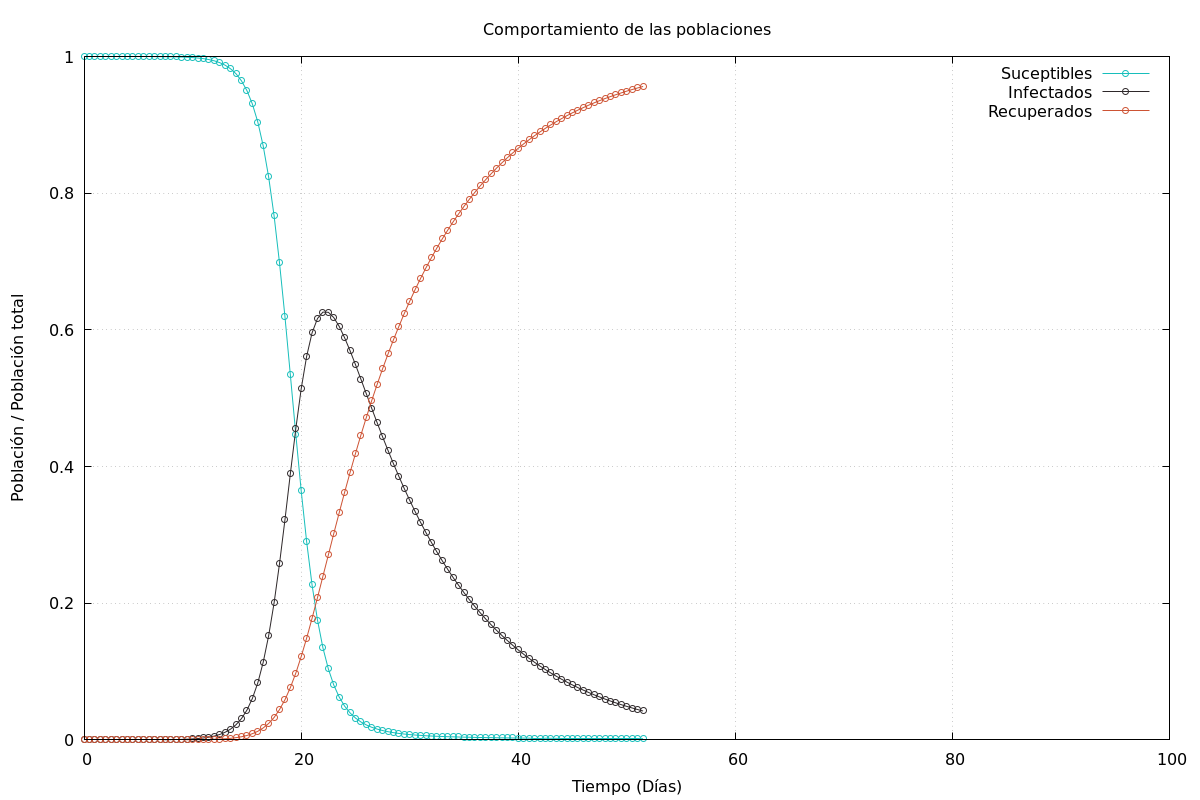 Comportamiento de las poblaciones
1
0.8
0.6
0.4
0.2
0
0 20 40 60 80 100
Población / Población total
Tiempo (Días)
Suceptibles
Infectados
Recuperados